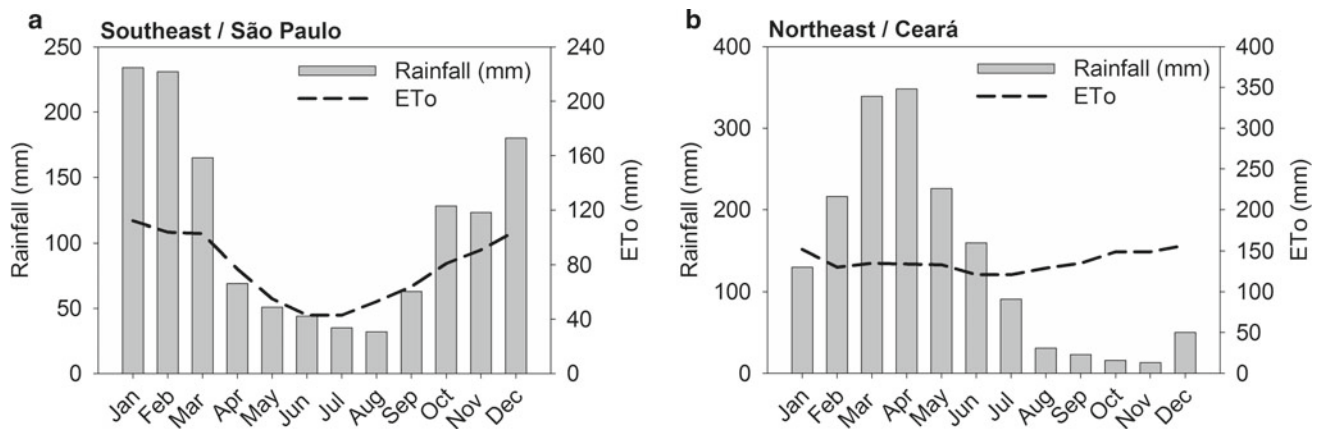 a Southeast / São Paulo
250
200
150
100
50
0
Rainfall (mm)
Rainfall (mm)
ETo
240
200
160
120
80
40
0
ETo (mm)
Jan Feb Mar Apr May Jun Jul Aug Sep Oct Nov Dec
b Northeast / Ceará
400
300
200
100
0
Rainfall (mm)
Rainfall (mm)
ETo
400
350
300
250
200
150
100
50
0
ETo (mm)
Jan Feb Mar Apr May Jun Jul Aug Sep Oct Nov Dec